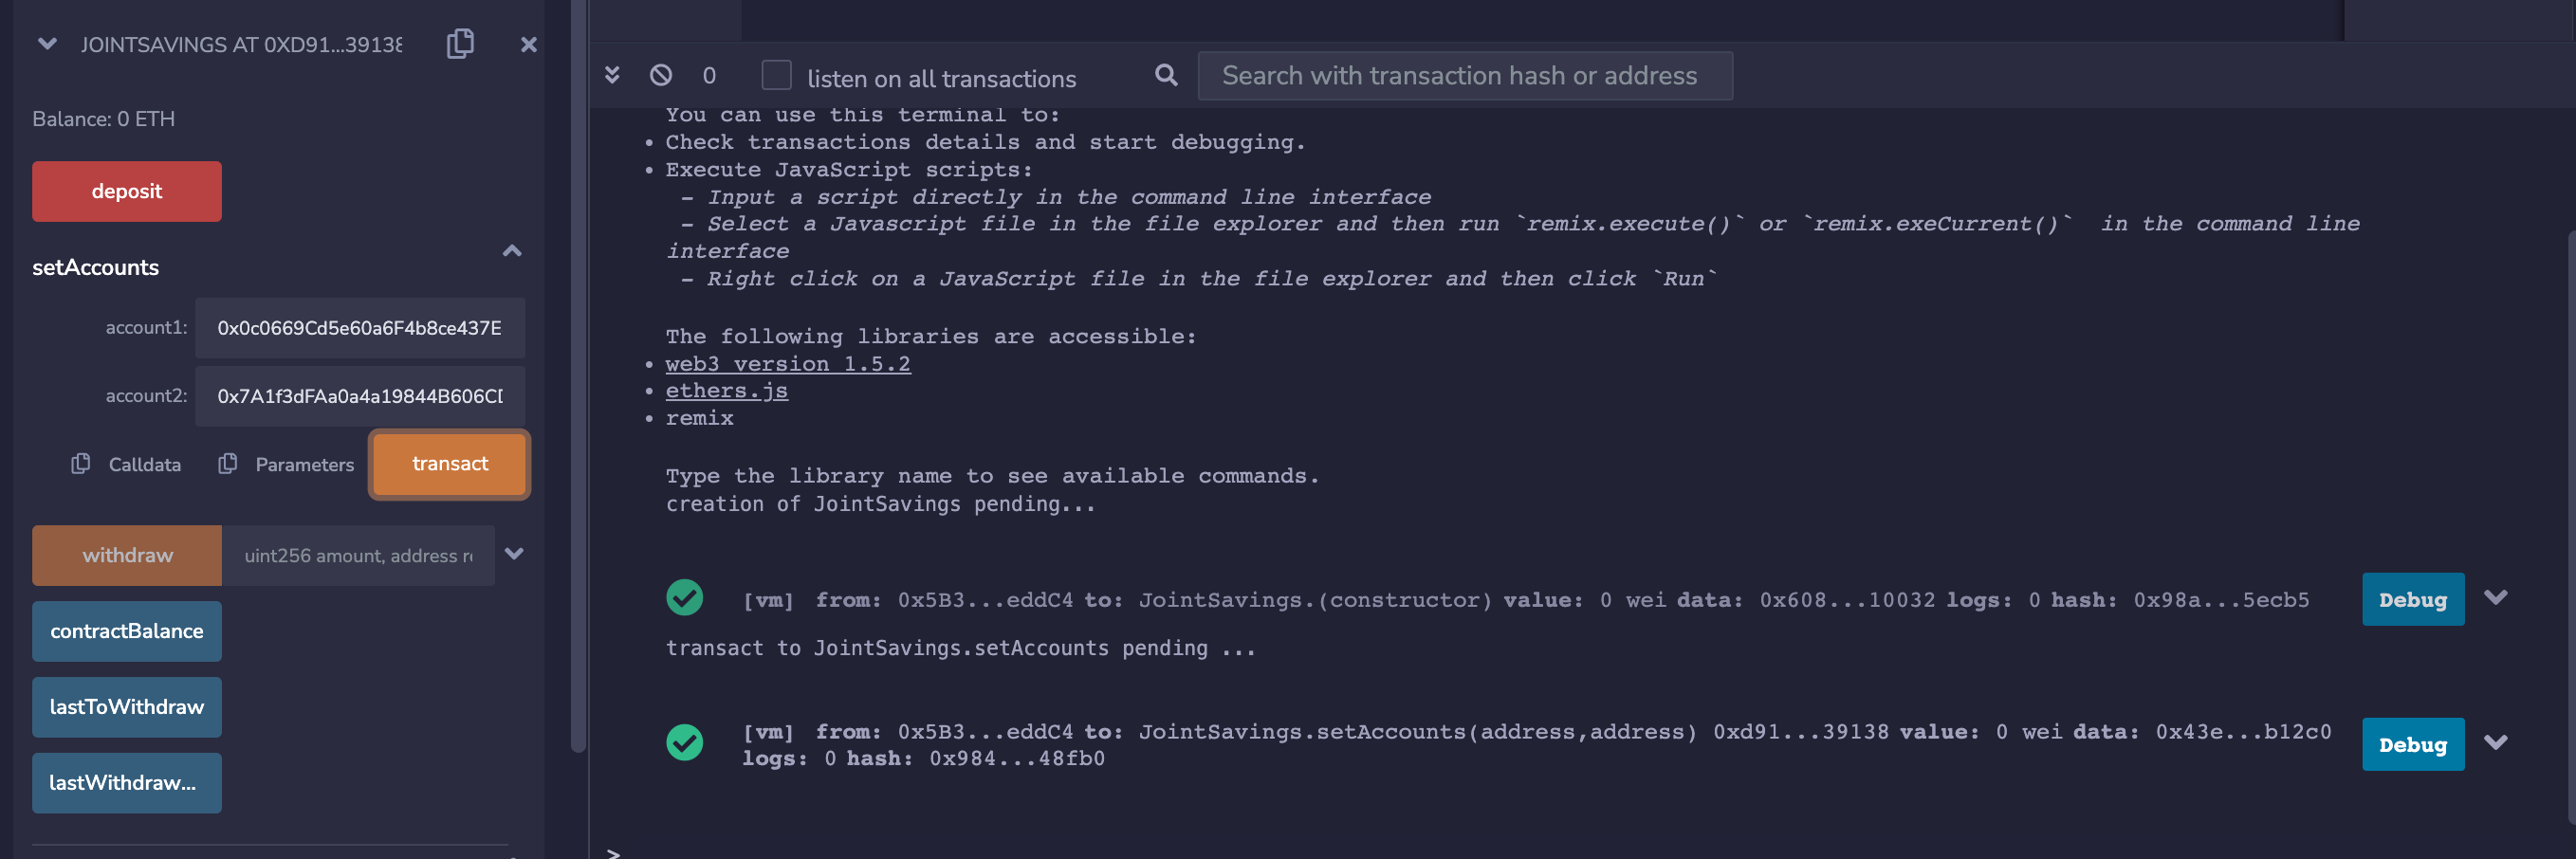 JOINTSAVINGS AT 0XD91...39138
Balance: 0 ETH
deposit
setAccounts
account1: 0x0c0669Cd5e60a6F4b8ce437E
account2: 0x7A1f3dFAa0a4a19844B606C
Calldata Parameters transact
withdraw uint256 amount, address re
contractBalance
lastToWithdraw
lastWithdraw...
0 listen on all transactions Search with transaction hash or address
You can use this terminal to:
• Check transactions details and start debugging.
• Execute JavaScript scripts:
- Input a script directly in the command line interface
- Select a Javascript file in the file explorer and then run `remix.execute()` or `remix.exeCurrent()` in the command line
interface
- Right click on a JavaScript file in the file explorer and then click `Run`
The following libraries are accessible:
• web3 version 1.5.2
• ethers.js
• remix
Type the library name to see available commands.
creation of JointSavings pending...
[vm] from: 0x5B3...eddC4 to: JointSavings.(constructor) value: 0 wei data: 0x608...10032 logs: 0 hash: 0x98a...5ecb5 Debug
transact to JointSavings.setAccounts pending ...
[vm] from: 0x5B3...eddC4 to: JointSavings.setAccounts(address,address) 0xd91...39138 value: 0 wei data: 0x43e...b12c0
logs: 0 hash: 0x984...48fb0
Debug
>